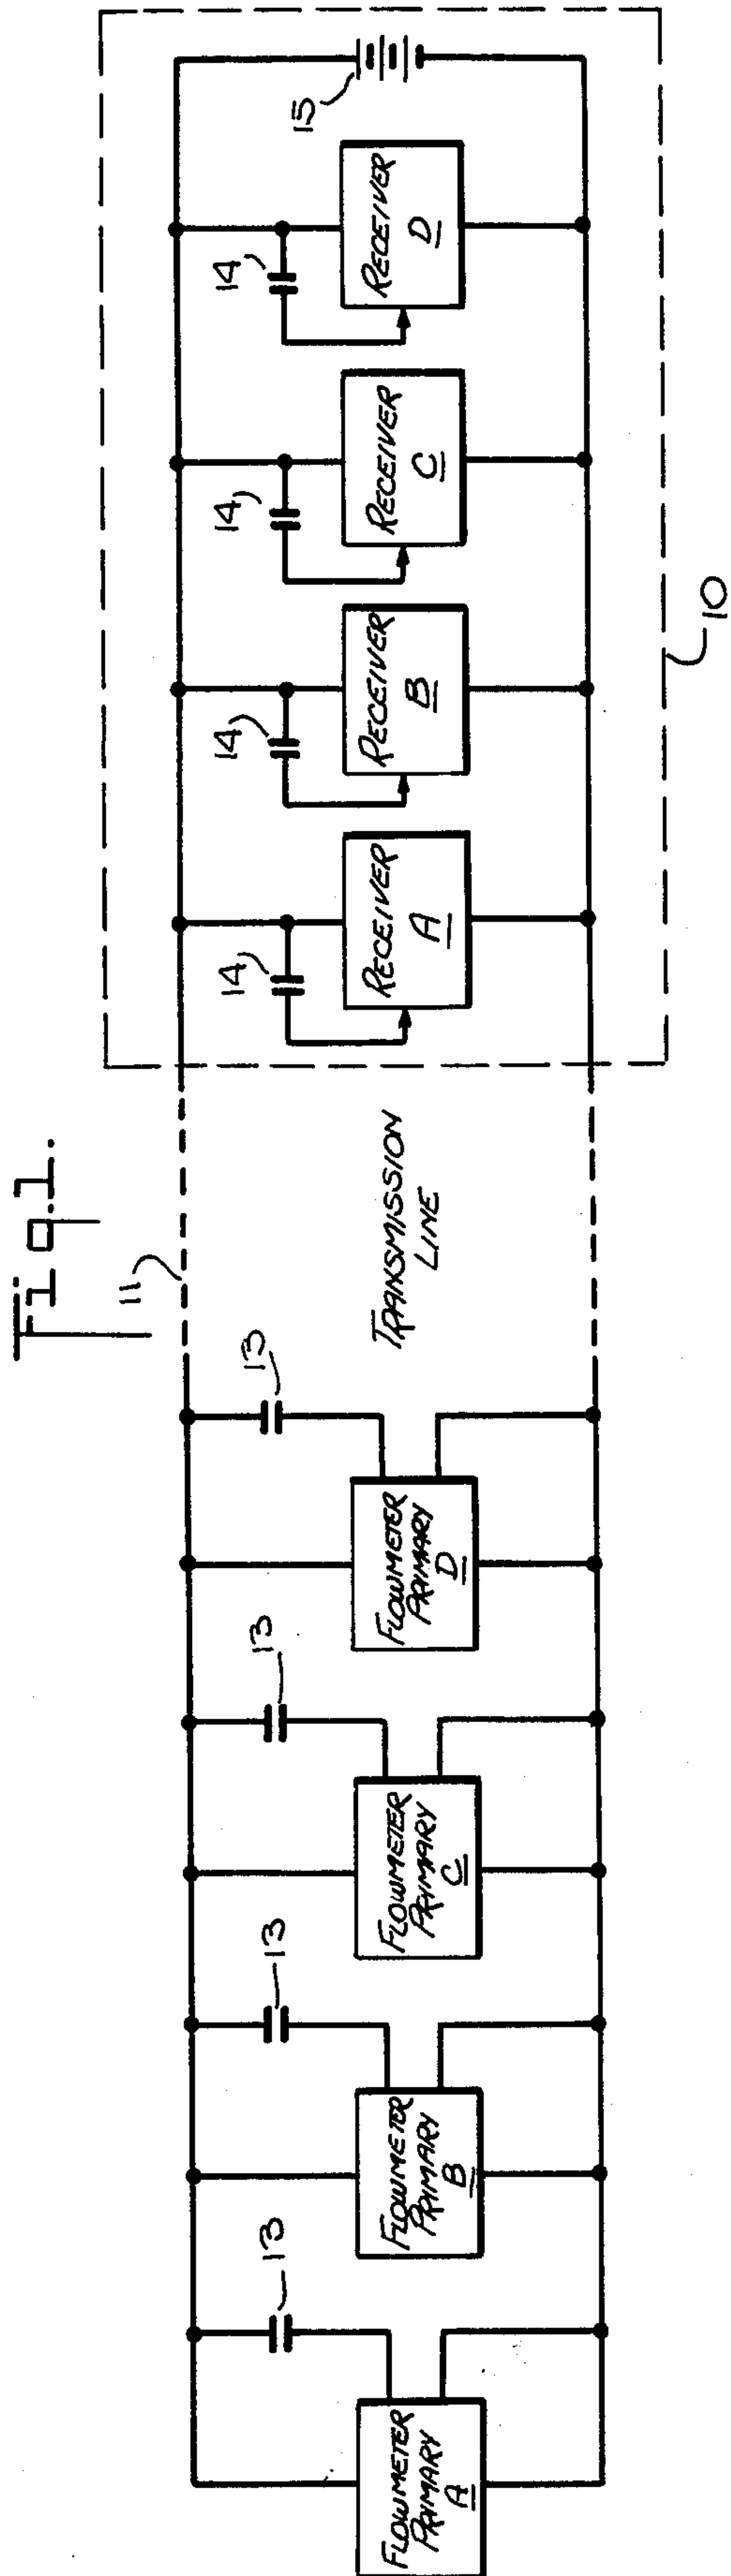 Fig.1.
FLOWMETER
PRIMARY
A
13
FLOWMETER
PRIMARY
B
13
FLOWMETER
PRIMARY
C
13
FLOWMETER
PRIMARY
D
13
11
TRANSMISSION
LINE
14
RECEIVER
A
14
RECEIVER
B
14
RECEIVER
C
14
RECEIVER
D
15
10